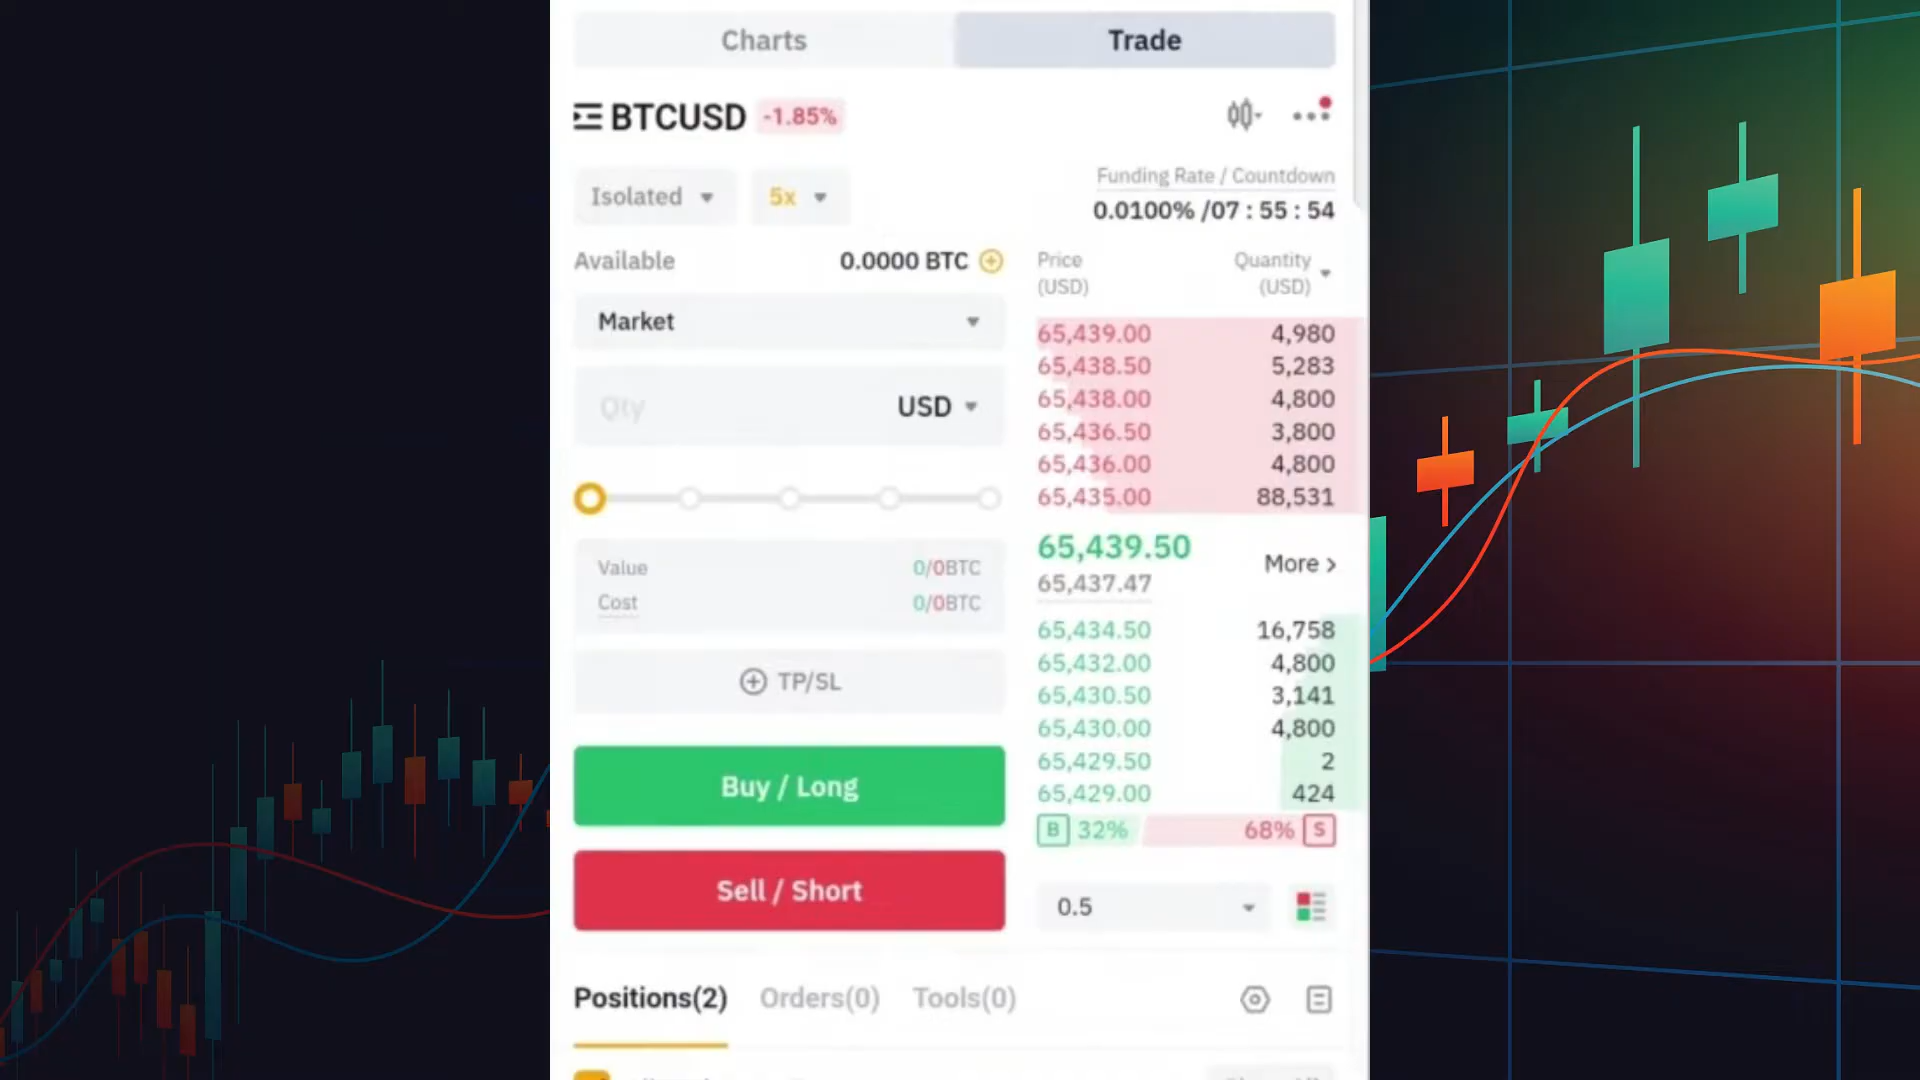 Charts
Trade
BTCUSD -1.85%
Isolated
5x
Funding Rate / Countdown
0.0100% /07 : 55 : 54
Available
0.0000 BTC
Market
Qty
USD
Value
0/0BTC
Cost
0/0BTC
TP/SL
Buy / Long
Sell / Short
Price
(USD)
Quantity
(USD)
65,439.00 4,980
65,438.50 5,283
65,438.00 4,800
65,436.50 3,800
65,436.00 4,800
65,435.00 88,531
65,439.50
65,437.47
More
65,434.50 16,758
65,432.00 4,800
65,430.50 3,141
65,430.00 4,800
65,429.50 2
65,429.00 424
B 32% 68% S
0.5
Positions(2)
Orders(0)
Tools(0)